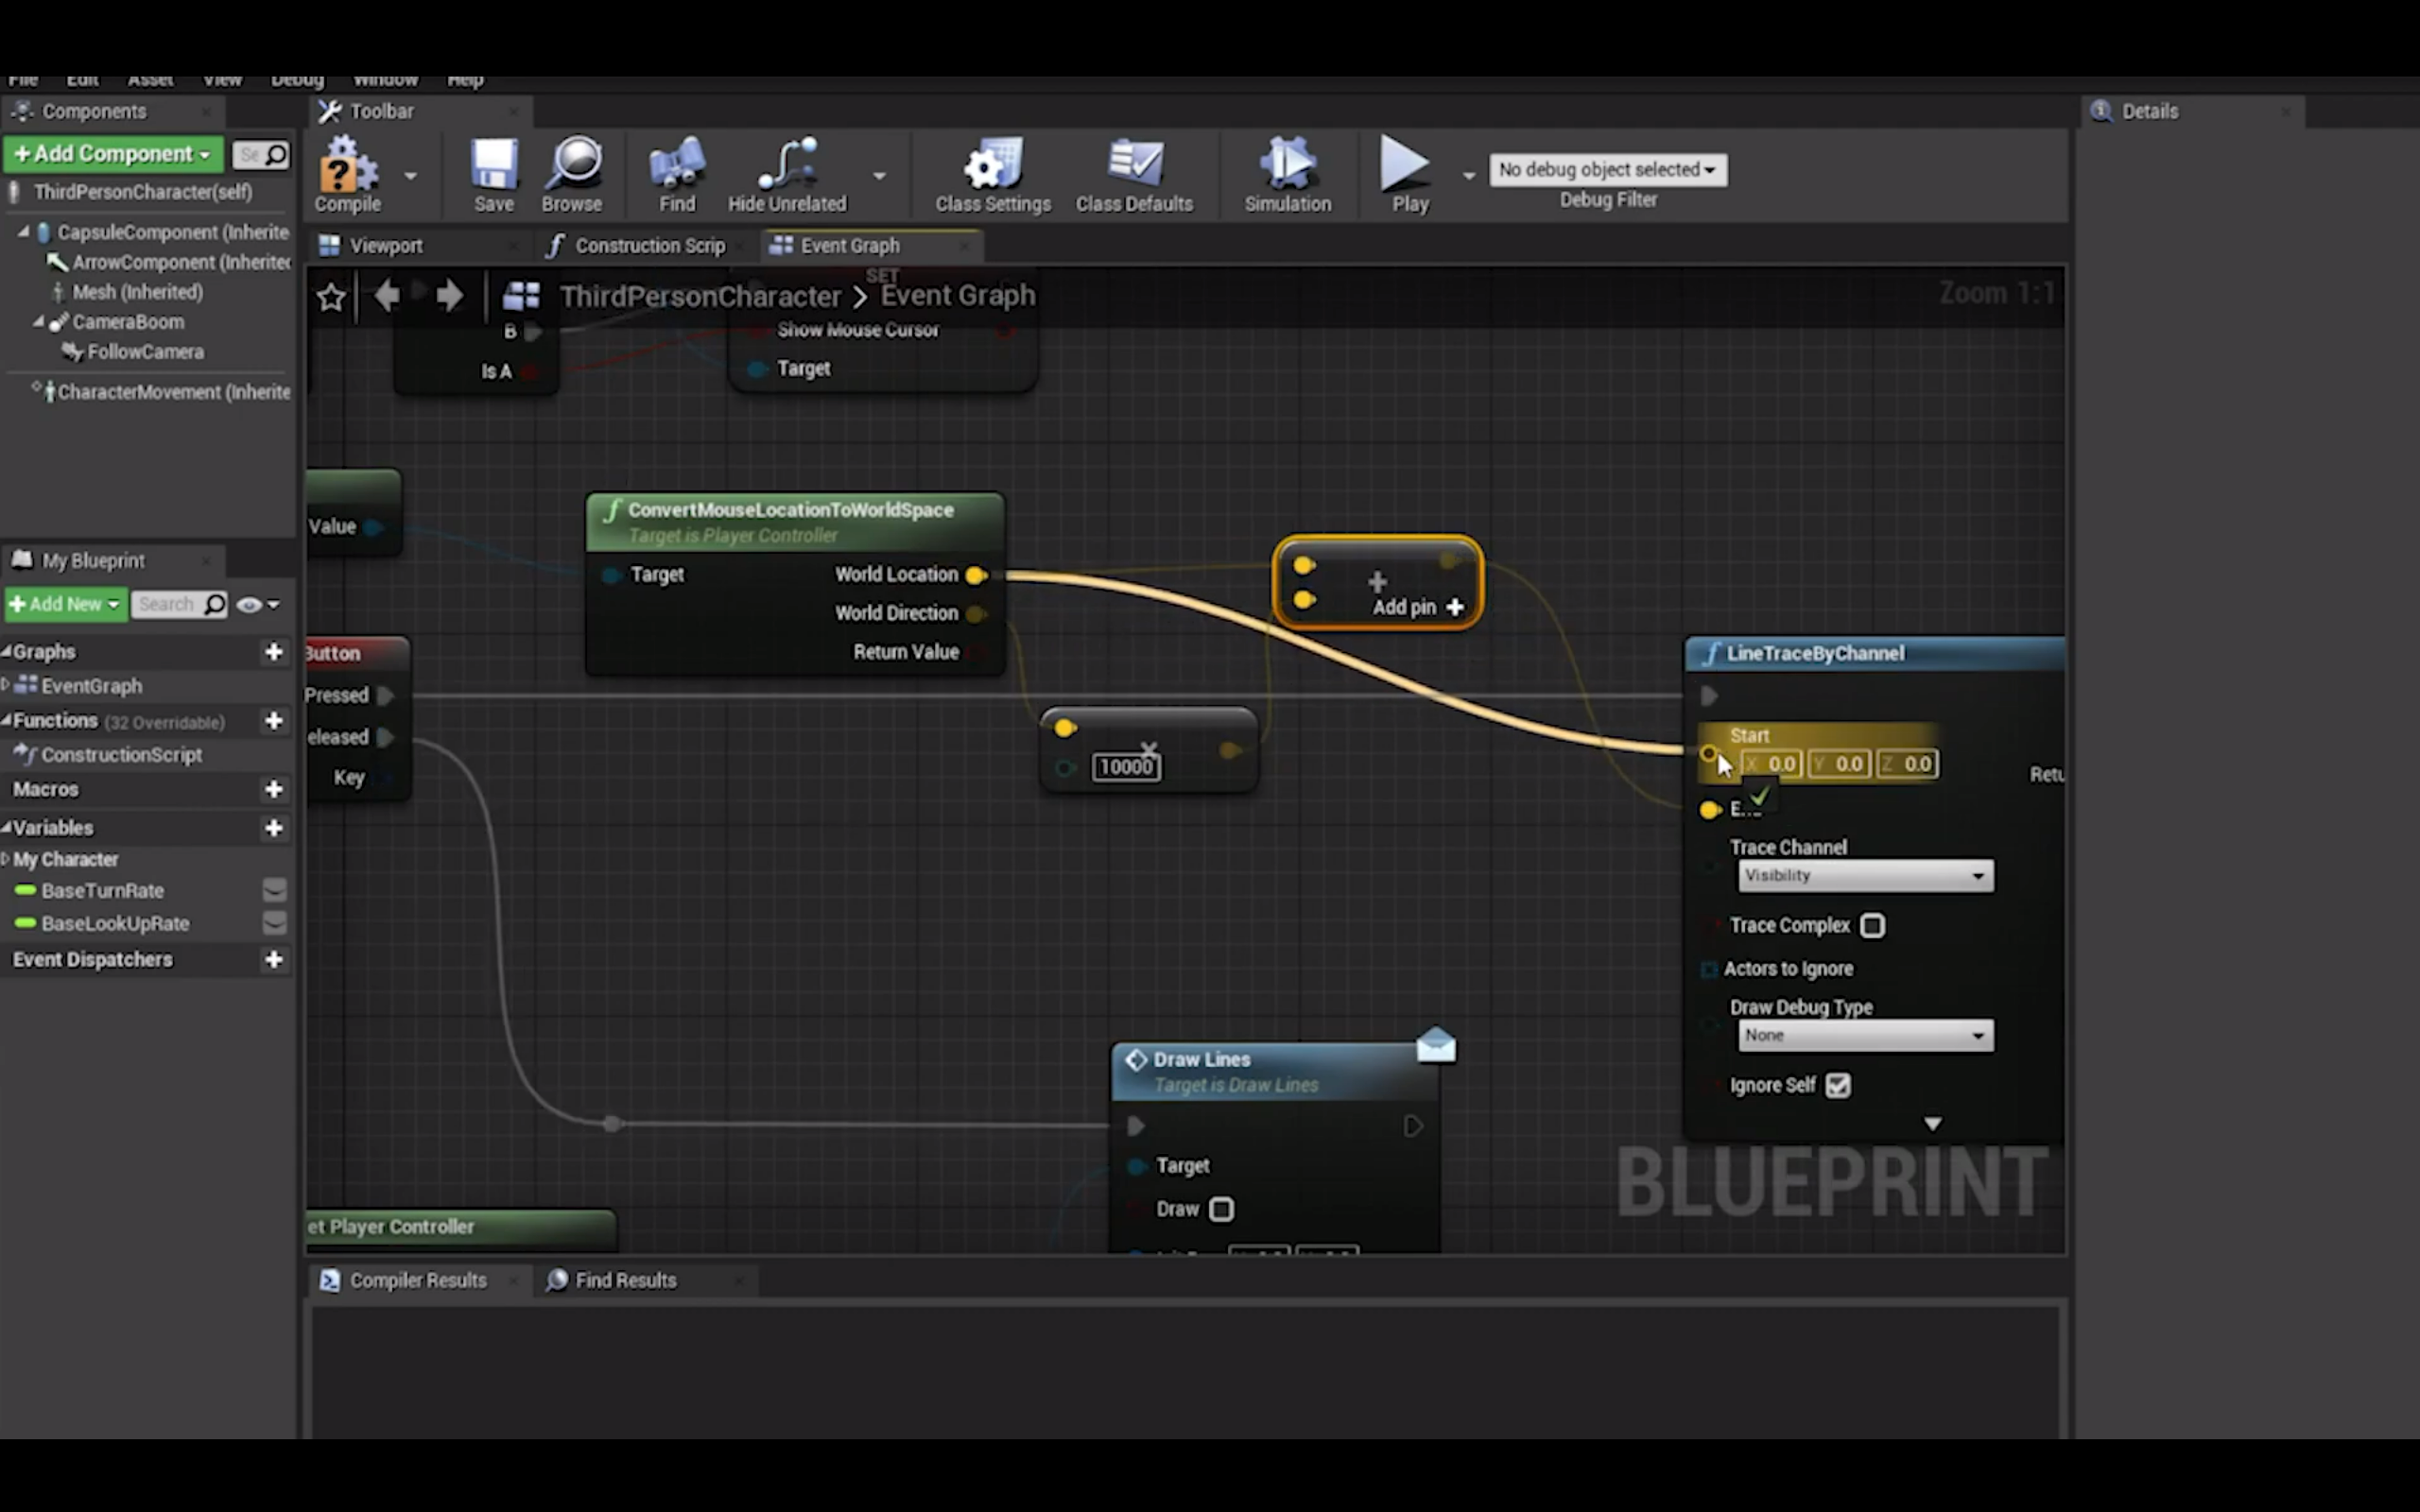 File Edit Asset View Debug Window Help
Components
Toolbar
Details
+Add Component
Se
Compile
Save
Browse
Find
Hide Unrelated
Class Settings
Class Defaults
Simulation
Play
No debug object selected
Debug Filter
ThirdPersonCharacter(self)
CapsuleComponent (Inherite
ArrowComponent (Inherited
Mesh (Inherited)
CameraBoom
FollowCamera
CharacterMovement (Inherite
Viewport
Construction Scrip
Event Graph
SET
ThirdPersonCharacter > Event Graph
Zoom 1:1
B
Show Mouse Cursor
Is A
Target
Value
ConvertMouseLocationToWorldSpace
Target is Player Controller
Target
World Location
World Direction
Return Value
+
Add pin +
My Blueprint
+Add New
Search
Graphs
EventGraph
Functions (32 Overridable)
ConstructionScript
Macros
Variables
My Character
BaseTurnRate
BaseLookUpRate
Event Dispatchers
Button
Pressed
eleased
Key
10000
LineTraceByChannel
Start
X 0.0 Y 0.0 Z 0.0
Retu
Trace Channel
Visibility
Trace Complex
Actors to Ignore
Draw Debug Type
None
Ignore Self
Draw Lines
Target is Draw Lines
Target
Draw
et Player Controller
BLUEPRINT
Compiler Results
Find Results